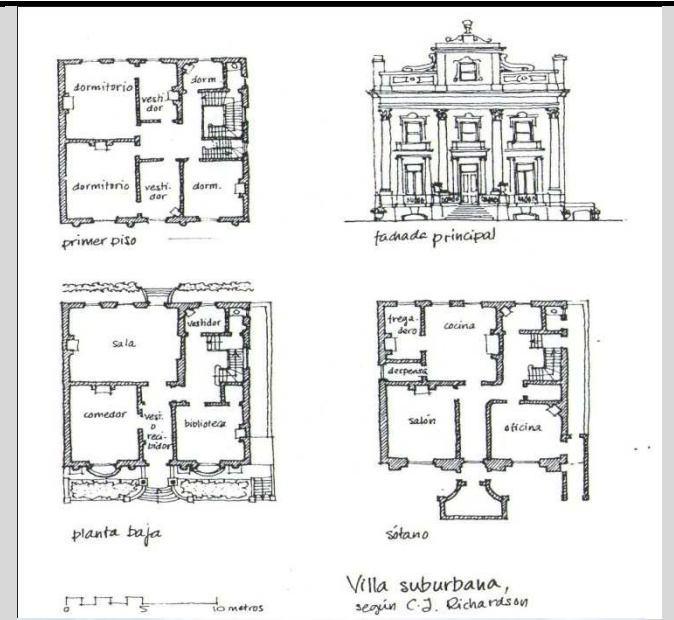 dormitorio
vesti
dor
dorm
dormitorio
vesti.
dor
dorm.
primer piso
fachada principal
sala
vestidor
comedor
vest.
o
reci-
bidor
biblioteca
planta baja
frega-
dero
cocina
despensa
salón
oficina
sótano
0 5 10 metros
Villa suburbana,
según C.J. Richardson